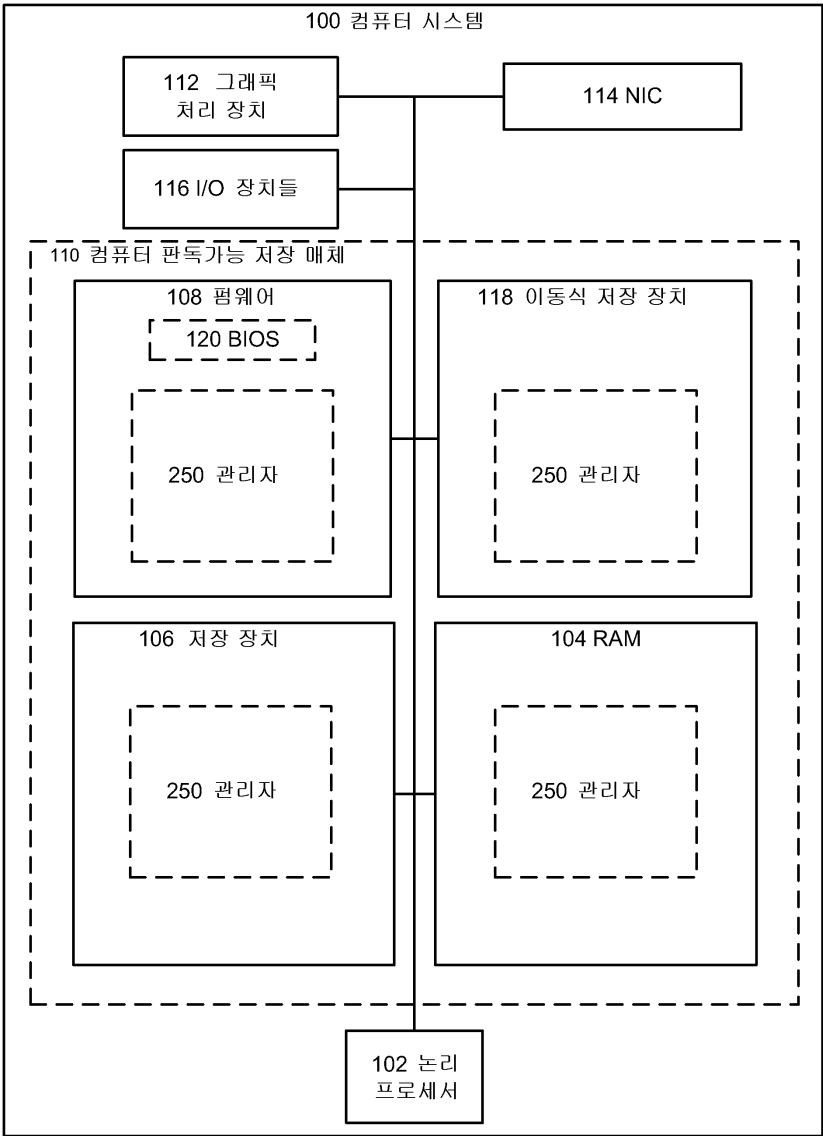 100 컴퓨터 시스템
112 그래픽
처리 장치
114 NIC
116 I/O 장치들
110 컴퓨터 판독가능 저장 매체
108 펌웨어
120 BIOS
250 관리자
118 이동식 저장 장치
250 관리자
106 저장 장치
250 관리자
104 RAM
250 관리자
102 논리
프로세서